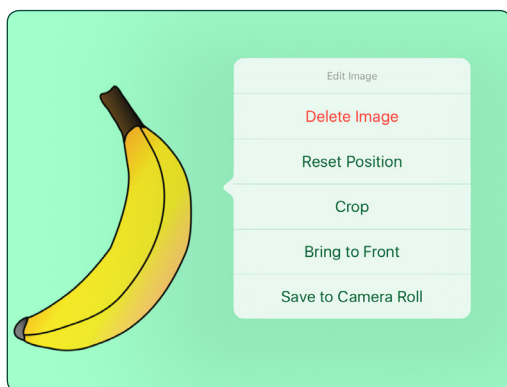 Edit Image
Delete Image
Reset Position
Crop
Bring to Front
Save to Camera Roll